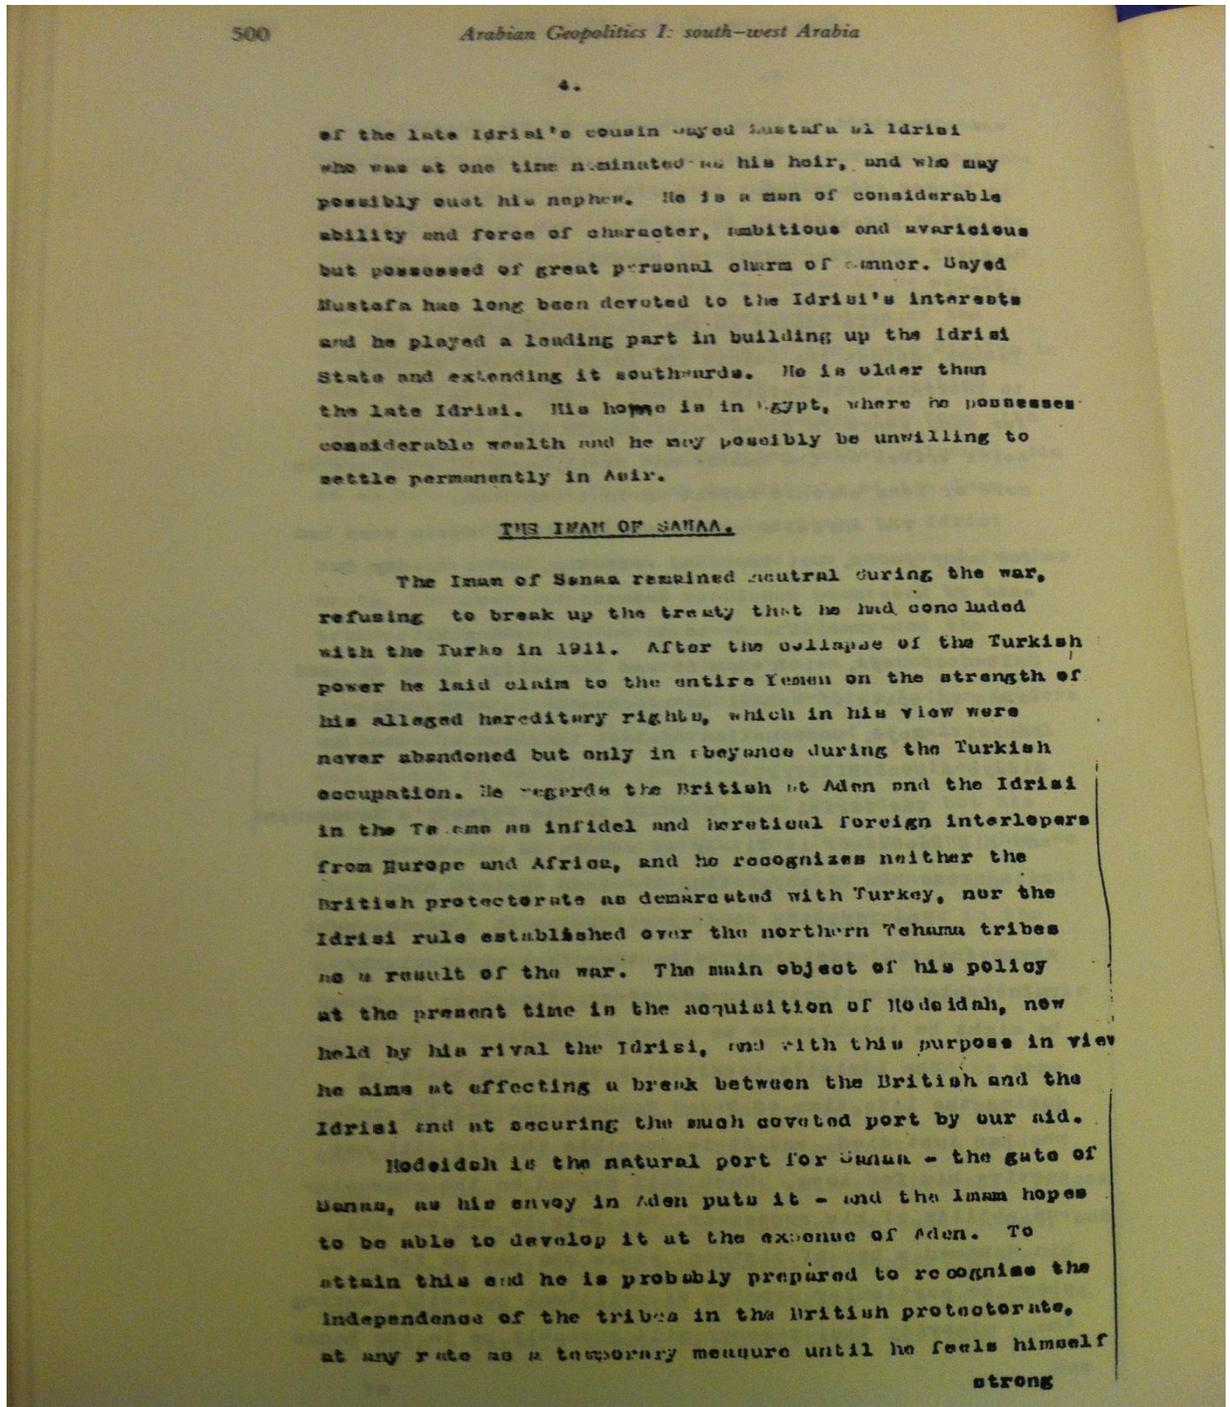 500 Arabian Geopolitics I: south-west Arabia
4.
of the late Idrisi's cousin Sayed Mustafa el Idrisi
who was at one time nominated as his heir, and who may
possibly oust his nephew. He is a man of considerable
ability and force of character, ambitious and avaricious
but possessed of great personal charm of manner. Sayed
Mustafa has long been devoted to the Idrisi's interests
and he played a leading part in building up the Idrisi
State and extending it southwards. He is older than
the late Idrisi. His home is in Egypt, where he possesses
considerable wealth and he may possibly be unwilling to
settle permanently in Asir.
THE IMAM OF SANAA.
The Imam of Sanaa remained neutral during the war,
refusing to break up the treaty that he had concluded
with the Turks in 1911. After the collapse of the Turkish
power he laid claim to the entire Yemen on the strength of
his alleged hereditary rights, which in his view were
never abandoned but only in abeyance during the Turkish
occupation. He regards the British at Aden and the Idrisi
in the Tehama as infidel and heretical foreign interlopers
from Europe and Africa, and he recognizes neither the
British protectorate as demarcated with Turkey, nor the
Idrisi rule established over the northern Tehama tribes
as a result of the war. The main object of his policy
at the present time is the acquisition of Hodeidah, now
held by his rival the Idrisi, and with this purpose in view
he aims at effecting a break between the British and the
Idrisi and at securing the much coveted port by our aid.
Hodeidah is the natural port for Sanaa - the gate of
Sanaa, as his envoy in Aden puts it - and the Imam hopes
to be able to develop it at the expense of Aden. To
attain this end he is probably prepared to recognise the
independence of the tribes in the British protectorate,
at any rate as a temporary measure until he feels himself
strong